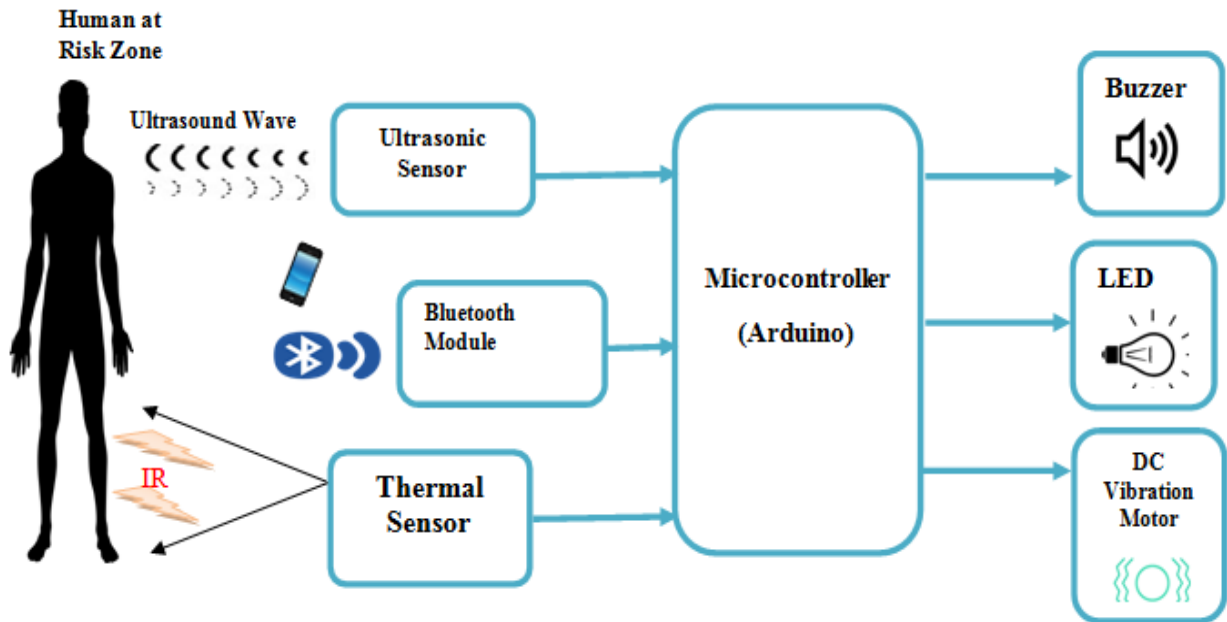 Human at
Risk Zone
Ultrasound Wave
Ultrasonic
Sensor
Buzzer
Microcontroller
(Arduino)
Bluetooth
Module
LED
IR
Thermal
Sensor
DC
Vibration
Motor